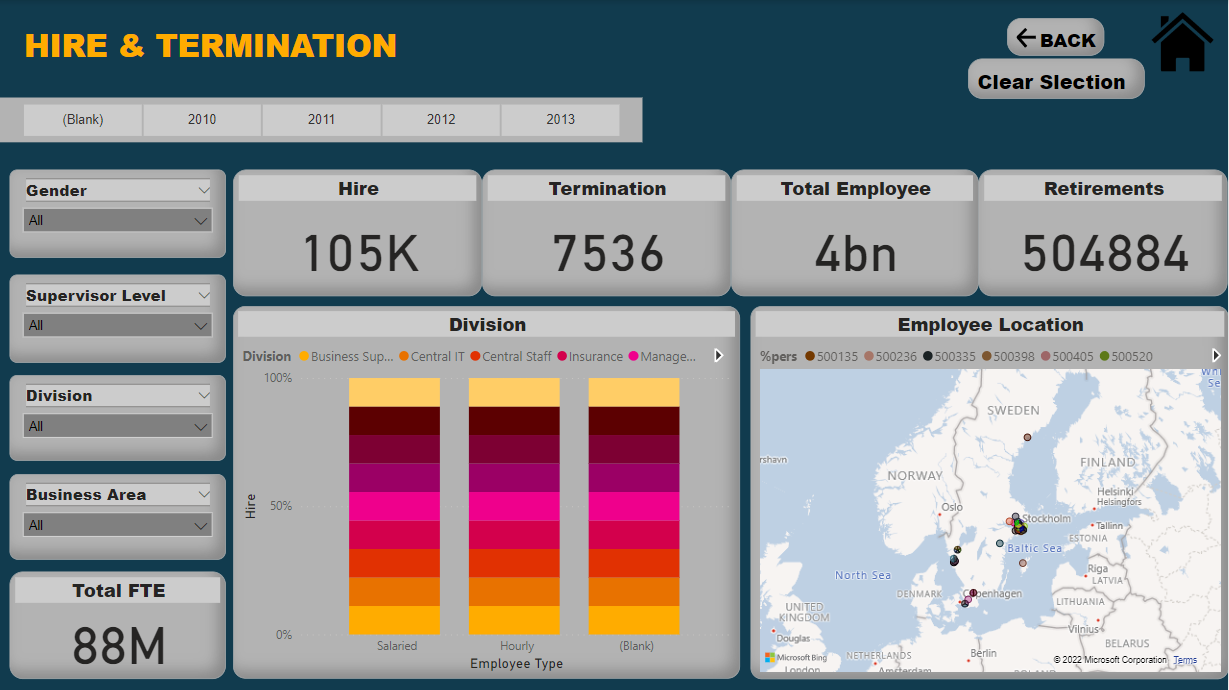 HIRE & TERMINATION
BACK
Clear Slection
(Blank) 2010 2011 2012 2013
Gender
All
Supervisor Level
All
Division
All
Business Area
All
Total FTE
88M
Hire
105K
Termination
7536
Total Employee
4bn
Retirements
504884
Division
Division Business Sup... Central IT Central Staff Insurance Manage...
100%
50%
0%
Hire
Salaried Hourly (Blank)
Employee Type
Employee Location
%pers 500135 500236 500335 500398 500405 500520
Whi
Se
SWEDEN
rshavn
FINLAND
NORWAY
Helsinki
Helsingfors
Oslo
Stockholm
Tallinn
ESTONIA
Baltic Sea
Riga
LATVIA
North Sea
DENMARK
Copenhagen
LITHUANIA
UNITED
KINGDOM
Vilnius
Douglas
BELARUS
Microsoft Bing
NETHERLANDS
Berlin
© 2022 Microsoft Corporation Terms
London
Amsterdam